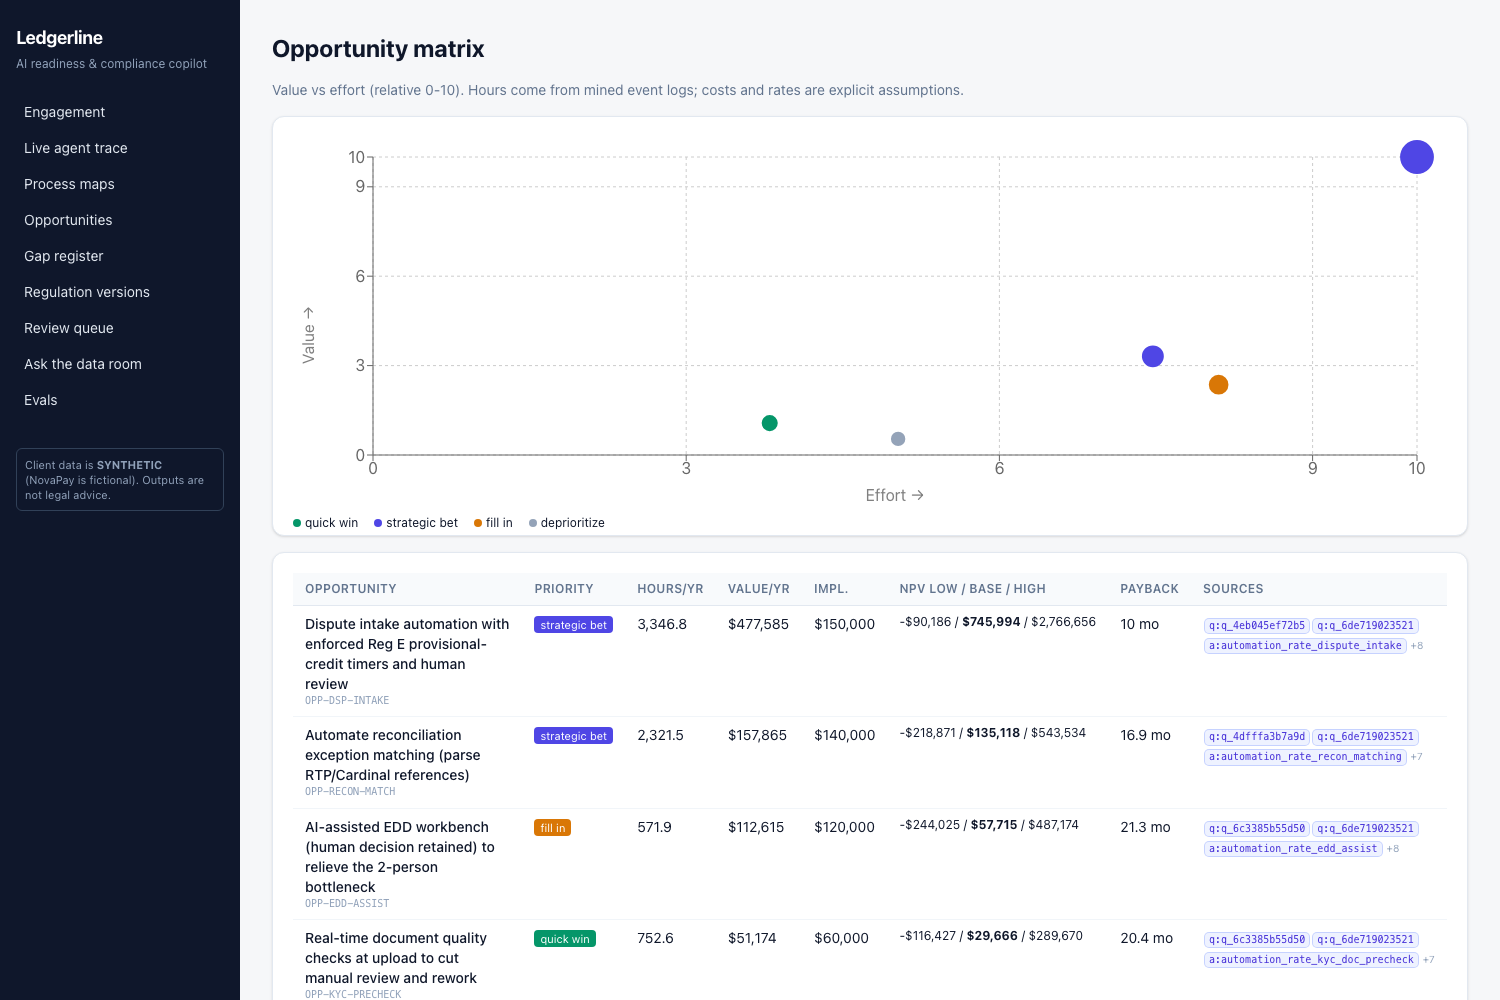 Ledgerline
AI readiness & compliance copilot
Engagement
Live agent trace
Process maps
Opportunities
Gap register
Regulation versions
Review queue
Ask the data room
Evals
Client data is SYNTHETIC
(NovaPay is fictional). Outputs are
not legal advice.
Opportunity matrix
Value vs effort (relative 0-10). Hours come from mined event logs; costs and rates are explicit assumptions.
10
9
6
3
0
Value →
0 3 6 9 10
Effort →
quick win strategic bet fill in deprioritize
OPPORTUNITY PRIORITY HOURS/YR VALUE/YR IMPL. NPV LOW / BASE / HIGH PAYBACK SOURCES
Dispute intake automation with strategic bet 3,346.8 $477,585 $150,000 -$90,186 / $745,994 / $2,766,656 10 mo q:q_4eb045ef72b5 q:q_6de719023521
enforced Reg E provisional- a:automation_rate_dispute_intake +8
credit timers and human
review
OPP-DSP-INTAKE
Automate reconciliation strategic bet 2,321.5 $157,865 $140,000 -$218,871 / $135,118 / $543,534 16.9 mo q:q_4dfffa3b7a9d q:q_6de719023521
exception matching (parse a:automation_rate_recon_matching +7
RTP/Cardinal references)
OPP-RECON-MATCH
AI-assisted EDD workbench fill in 571.9 $112,615 $120,000 -$244,025 / $57,715 / $487,174 21.3 mo q:q_6c3385b55d50 q:q_6de719023521
(human decision retained) to a:automation_rate_edd_assist +8
relieve the 2-person
bottleneck
OPP-EDD-ASSIST
Real-time document quality quick win 752.6 $51,174 $60,000 -$116,427 / $29,666 / $289,670 20.4 mo q:q_6c3385b55d50 q:q_6de719023521
checks at upload to cut a:automation_rate_kyc_doc_precheck +7
manual review and rework
OPP-KYC-PRECHECK